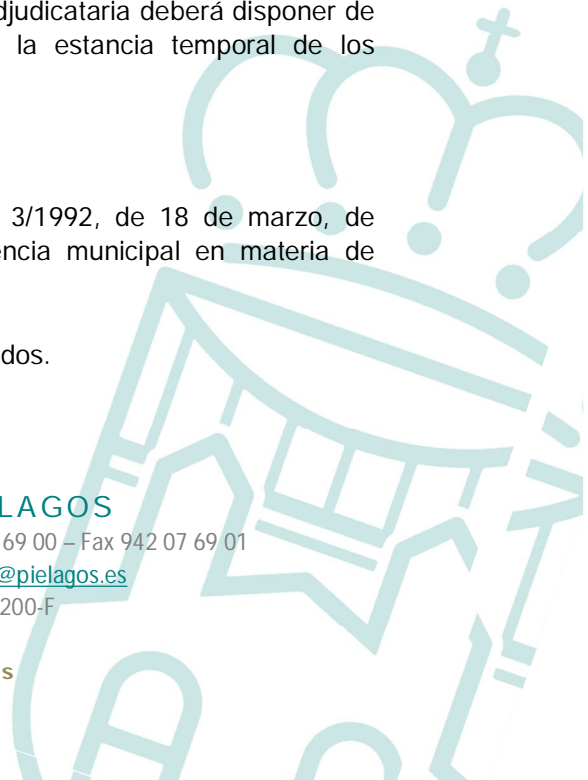 djudicataria deberá disponer de
la estancia temporal de los
3/1992, de 18 de marzo, de
encia municipal en materia de
dos.
LAGOS
69 00 – Fax 942 07 69 01
@pielagos.es
200-F
s